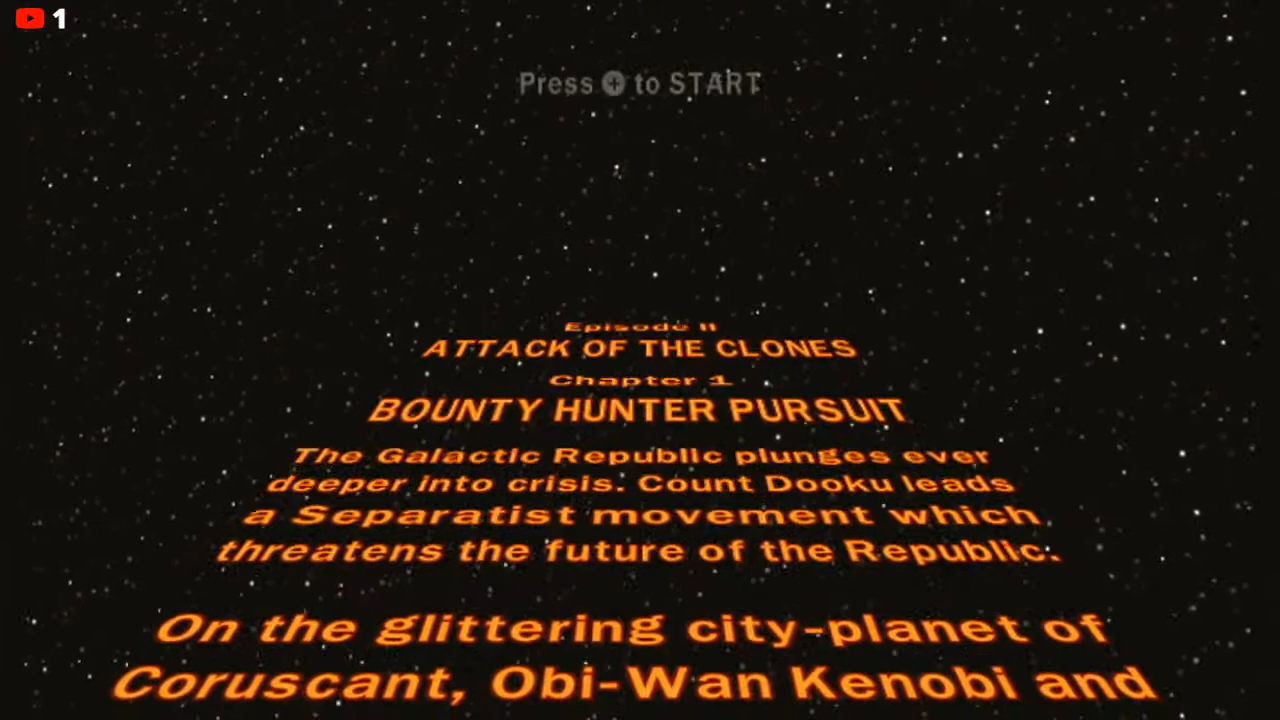 1
Press + to START
Episode II
ATTACK OF THE CLONES
Chapter 1
BOUNTY HUNTER PURSUIT
The Galactic Republic plunges ever
deeper into crisis. Count Dooku leads
a Separatist movement which
threatens the future of the Republic.
On the glittering city-planet of
Coruscant, Obi-Wan Kenobi and